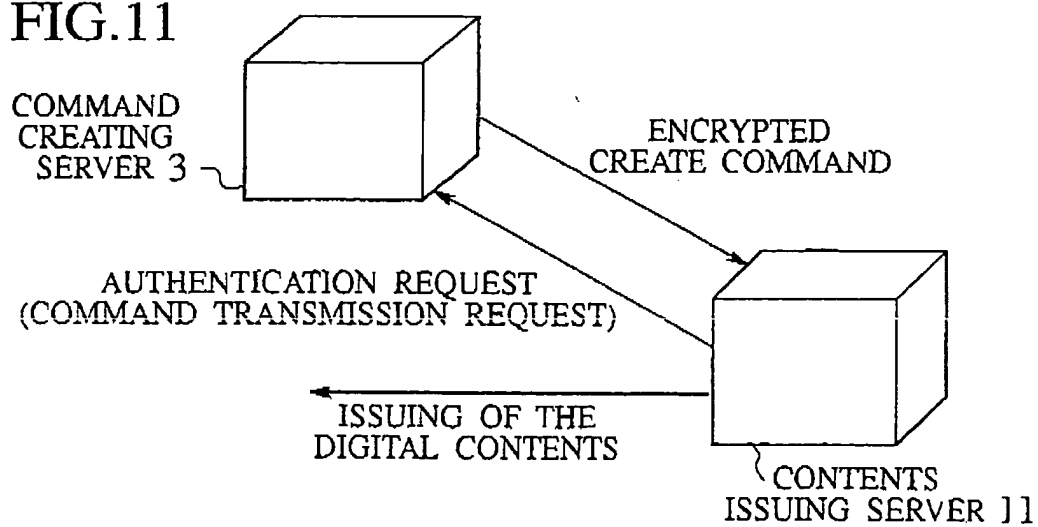 FIG.11
COMMAND
CREATING
SERVER 3
ENCRYPTED
CREATE COMMAND
AUTHENTICATION REQUEST
(COMMAND TRANSMISSION REQUEST)
ISSUING OF THE
DIGITAL CONTENTS
CONTENTS
ISSUING SERVER 11